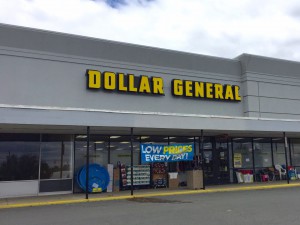 DOLLAR GENERAL
LOW PRICES
EVERY DAY!